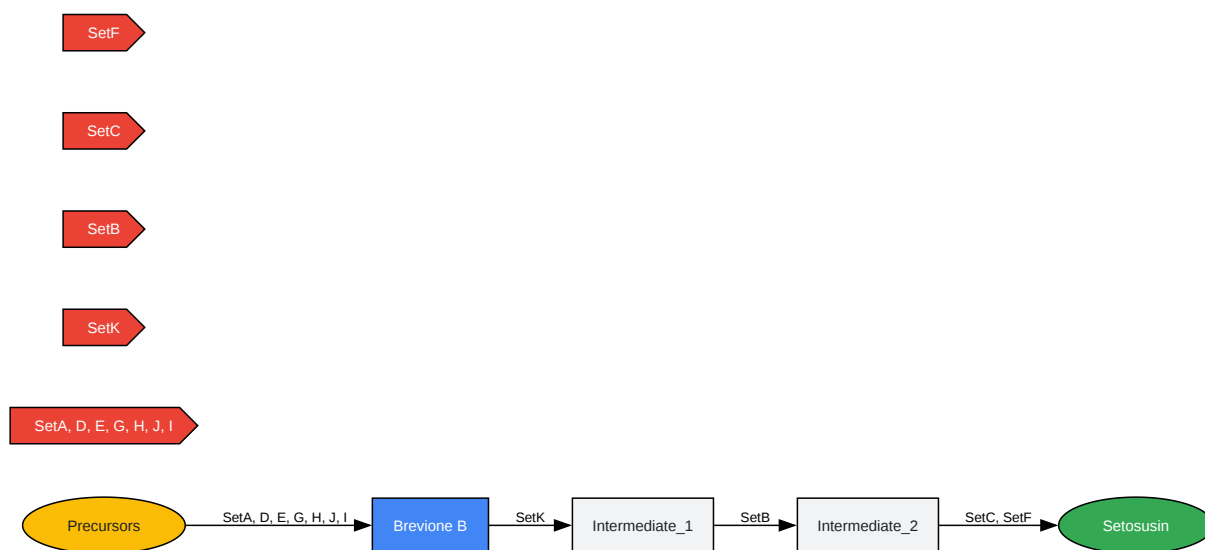 SetF
SetC
SetB
SetK
SetA, D, E, G, H, J, I
Precursors
SetA, D, E, G, H, J, I
Brevione B
SetK
Intermediate_1
SetB
Intermediate_2
SetC, SetF
Setosusin